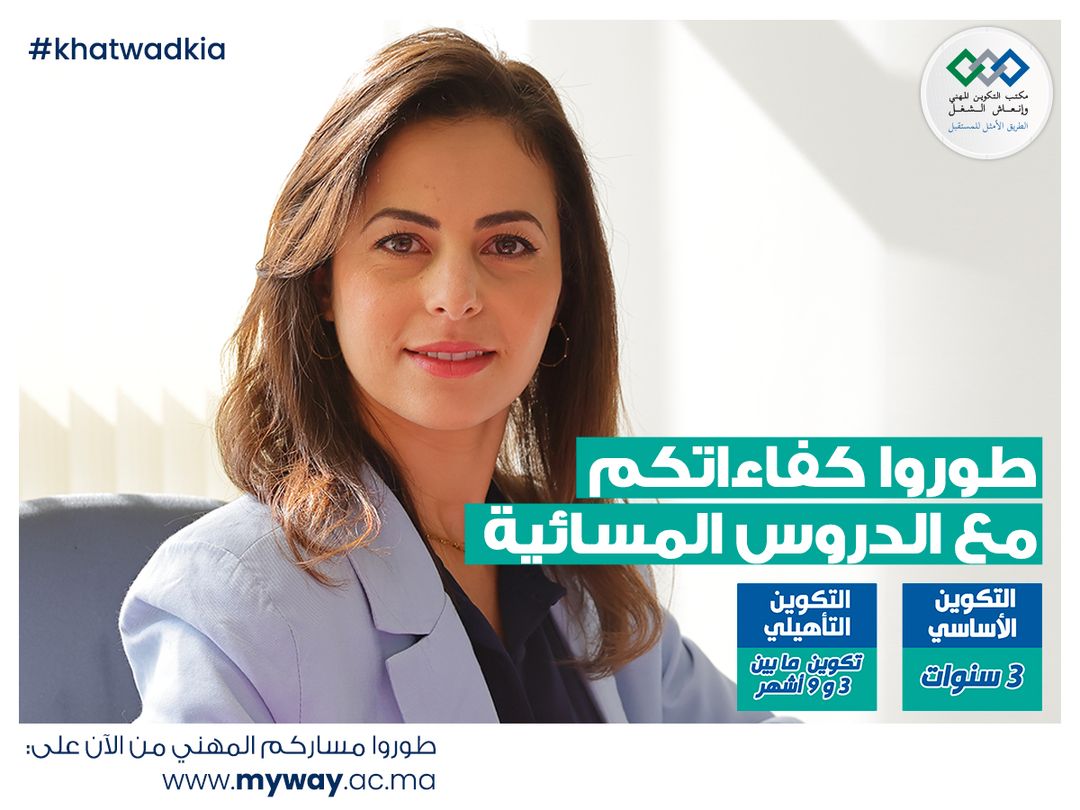 #khatwadkia
مكتب التكوين المهني
وإنعاش الشغل
الطريق الأمثل للمستقبل
طوروا كفاءاتكم
مع الدروس المسائية
التكوين
الأساسي
3 سنوات
التكوين
التأهيلي
تكوين ما بين
3 و 9 أشهر
طوروا مساركم المهني من الآن على:
www.myway.ac.ma